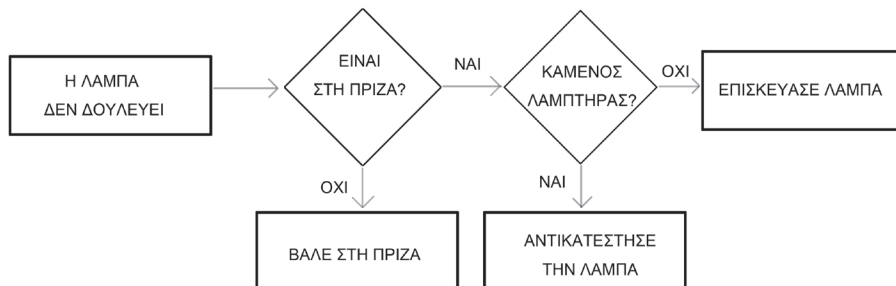 Η ΛΑΜΠΑ
ΔΕΝ ΔΟΥΛΕΥΕΙ
ΕΙΝΑΙ
ΣΤΗ ΠΡΙΖΑ?
ΝΑΙ
ΚΑΜΕΝΟΣ
ΛΑΜΠΤΗΡΑΣ?
ΟΧΙ
ΕΠΙΣΚΕΥΑΣΕ ΛΑΜΠΑ
ΟΧΙ
ΝΑΙ
ΒΑΛΕ ΣΤΗ ΠΡΙΖΑ
ΑΝΤΙΚΑΤΕΣΤΗΣΕ
ΤΗΝ ΛΑΜΠΑ